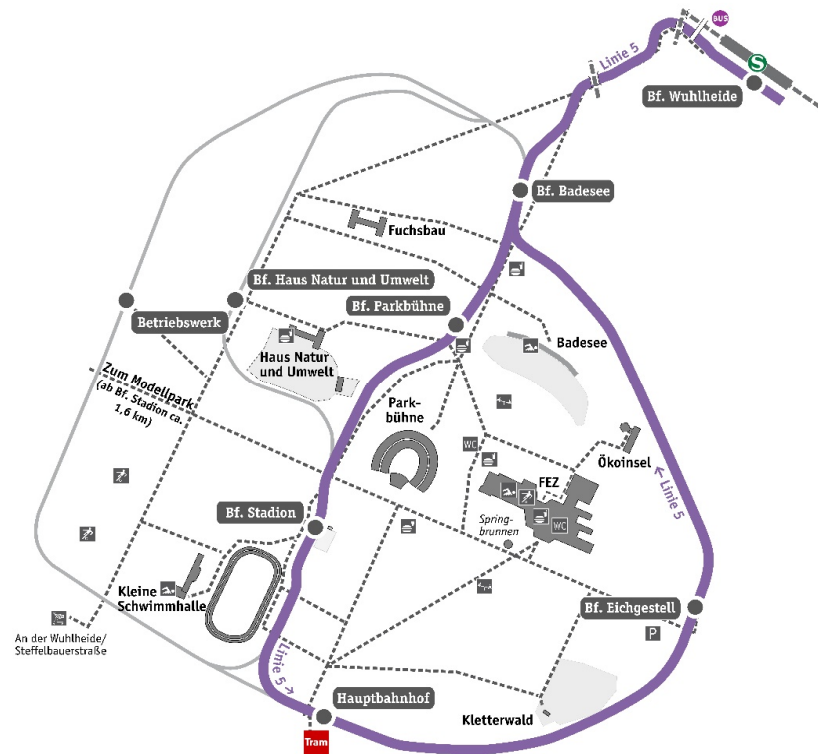 BUS
Linie 5
S
Bf. Wuhlheide
Bf. Badesee
Fuchsbau
Bf. Haus Natur und Umwelt
Bf. Parkbühne
Betriebswerk
Badesee
Haus Natur
und Umwelt
Zum Modellpark
(ab Bf. Stadion ca.
1,6 km)
Park-
bühne
WC
Ökoinsel
FEZ
← Linie 5
Bf. Stadion
Spring-
brunnen
WC
Kleine
Schwimmhalle
Bf. Eichgestell
P
An der Wuhlheide/
Steffelbauerstraße
Linie 5 →
Hauptbahnhof
Kletterwald
Tram